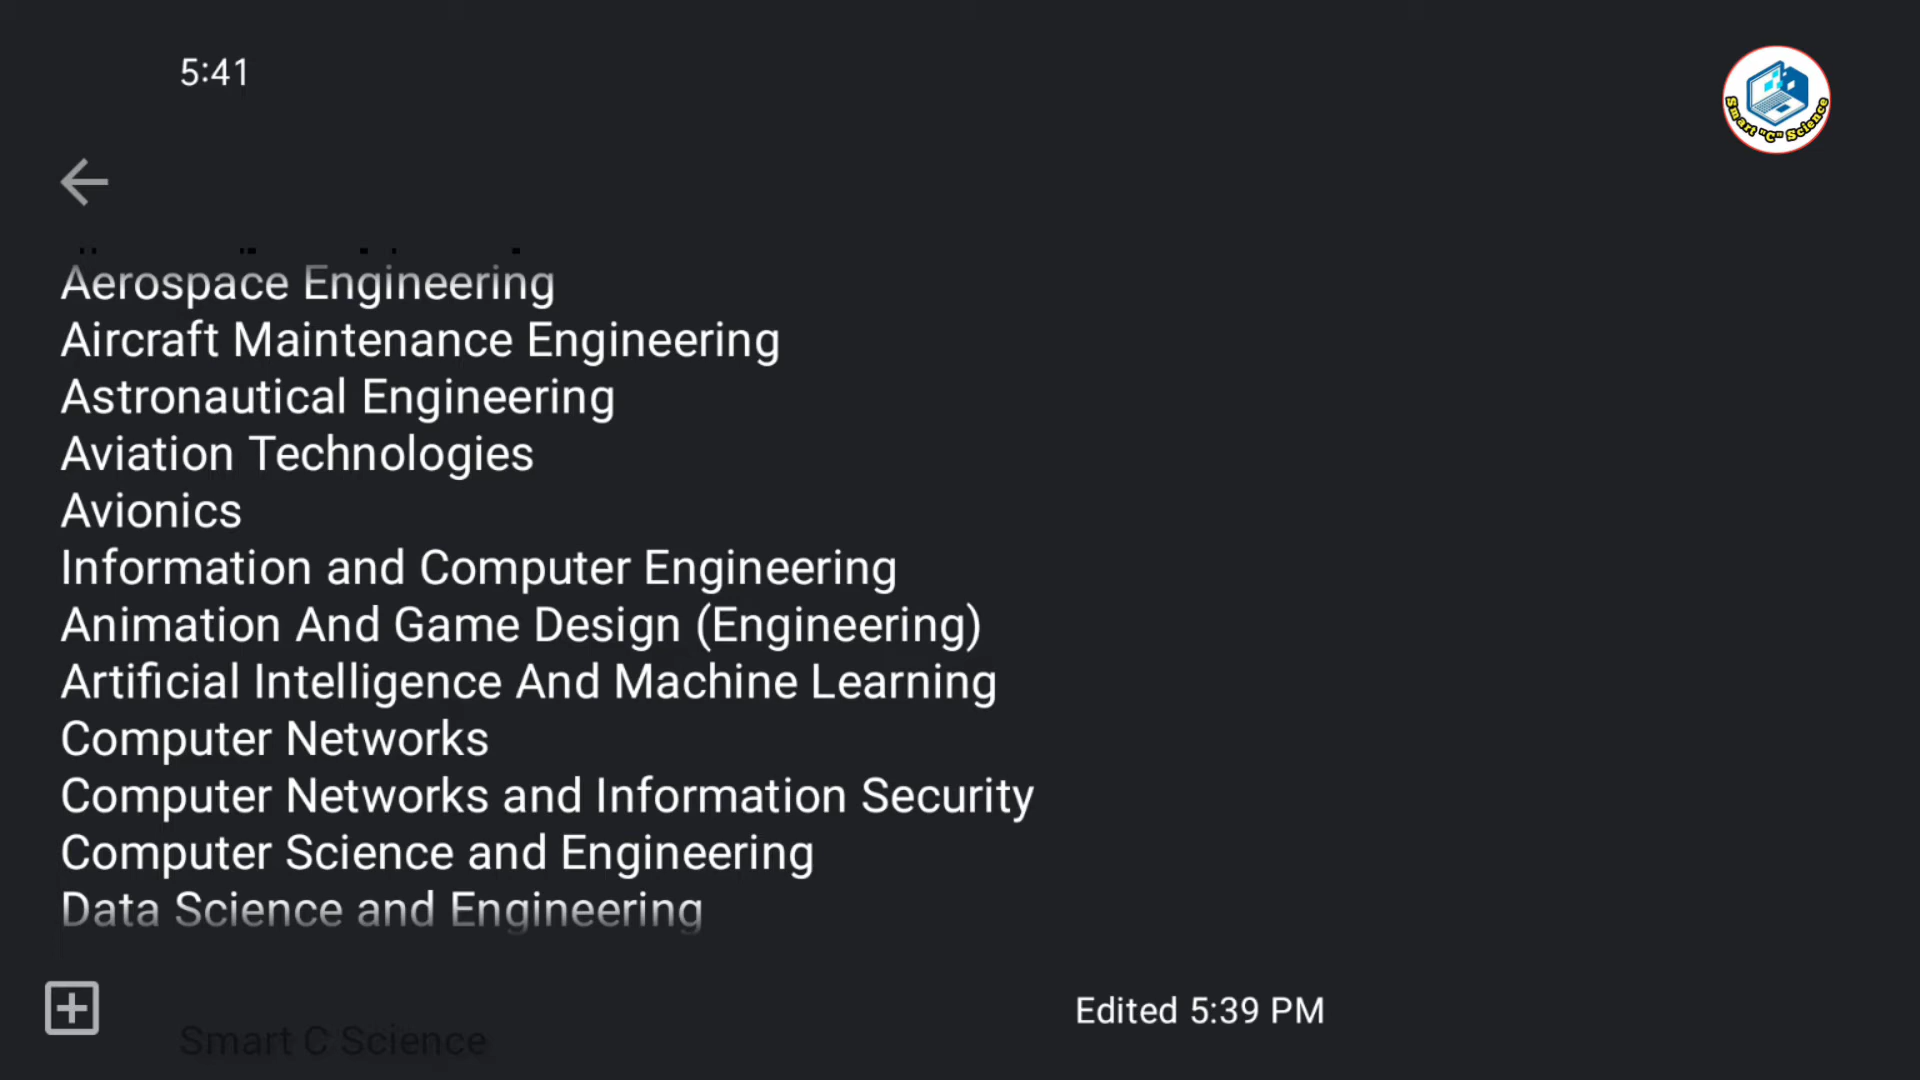 5:41
Smart "C" Science
Aerospace Engineering
Aircraft Maintenance Engineering
Astronautical Engineering
Aviation Technologies
Avionics
Information and Computer Engineering
Animation And Game Design (Engineering)
Artificial Intelligence And Machine Learning
Computer Networks
Computer Networks and Information Security
Computer Science and Engineering
Data Science and Engineering
Edited 5:39 PM
Smart C Science